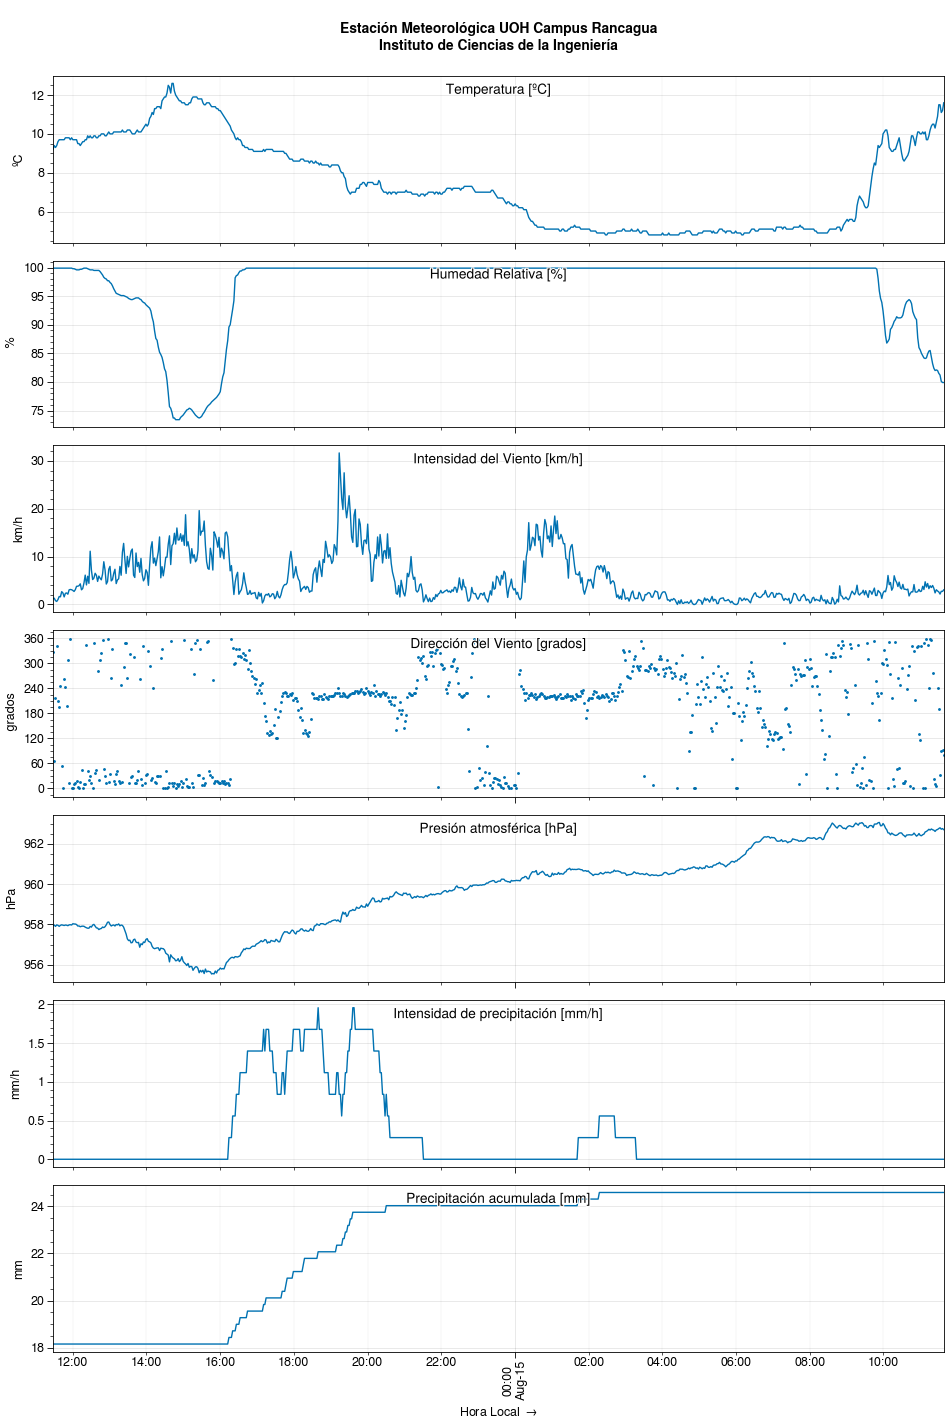 Estación Meteorológica UOH Campus Rancagua
Instituto de Ciencias de la Ingeniería
Temperatura [ºC]
12
10
8
6
ºC
Humedad Relativa [%]
100
95
90
85
80
75
%
Intensidad del Viento [km/h]
30
20
10
0
km/h
Dirección del Viento [grados]
360
300
240
180
120
60
0
grados
Presión atmosférica [hPa]
962
960
958
956
hPa
Intensidad de precipitación [mm/h]
2
1.5
1
0.5
0
mm/h
Precipitación acumulada [mm]
24
22
20
18
mm
12:00 14:00 16:00 18:00 20:00 22:00 00:00 02:00 04:00 06:00 08:00 10:00
Aug-15
Hora Local →